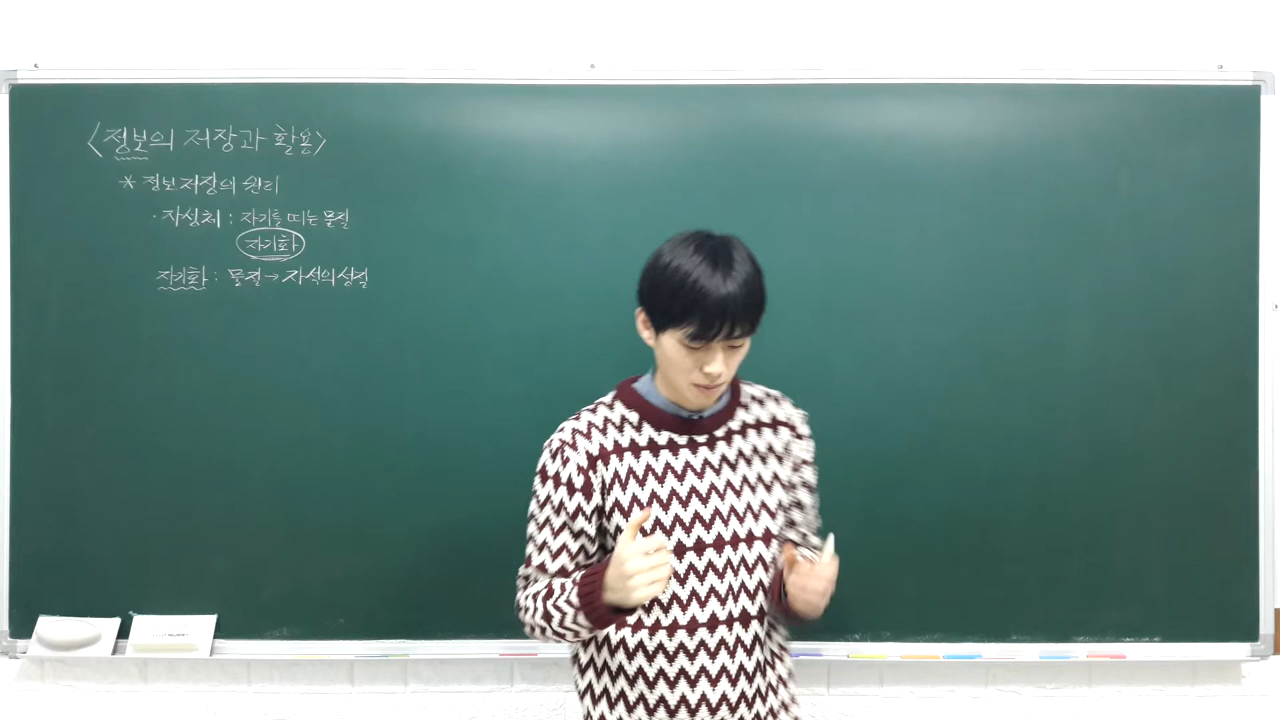 <정보의 저장과 활용>
* 정보저장의 원리
· 자성체 : 자기를 띠는 물질
자기화
자기화 : 물질 → 자석의 성질